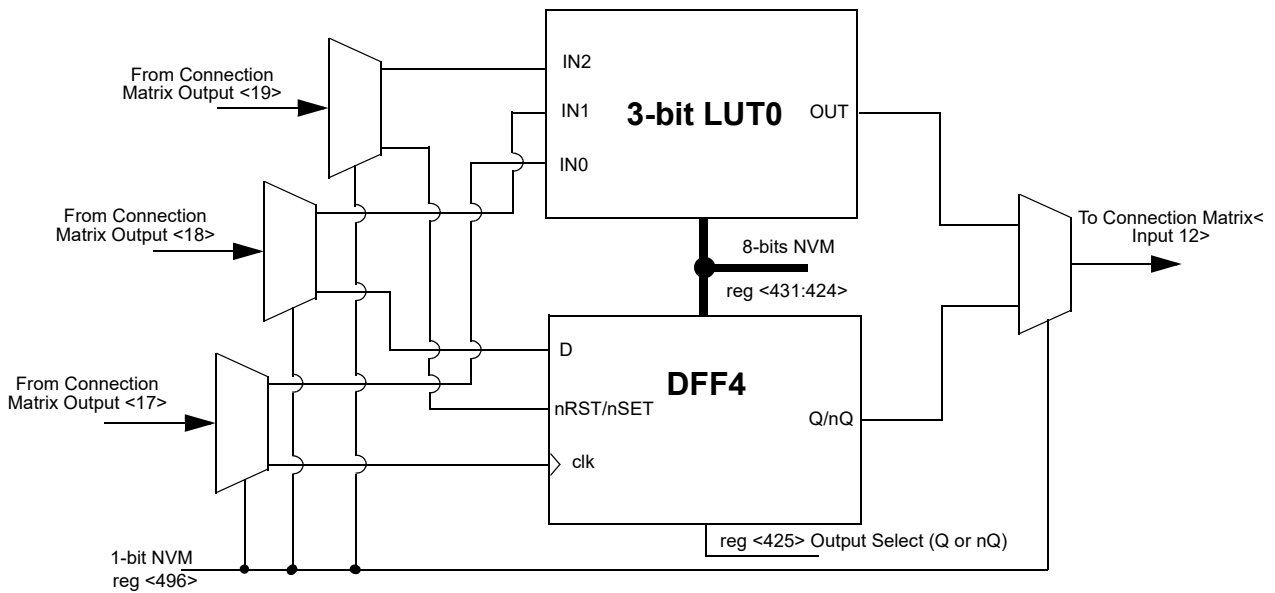 From Connection
Matrix Output <19>
IN2
IN1
IN0
3-bit LUT0
OUT
From Connection
Matrix Output <18>
To Connection Matrix<
Input 12>
8-bits NVM
reg <431:424>
From Connection
Matrix Output <17>
D
nRST/nSET
clk
DFF4
Q/nQ
reg <425> Output Select (Q or nQ)
1-bit NVM
reg <496>